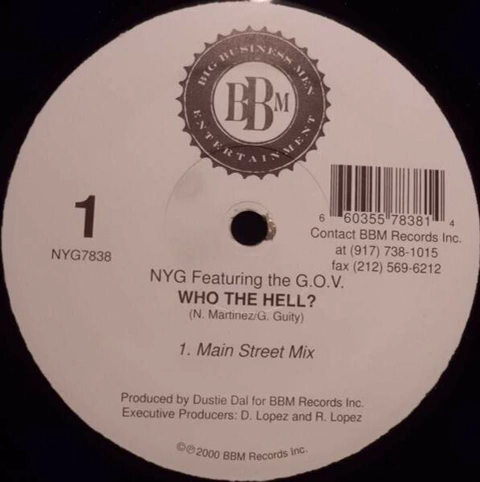 BIG BUSINESS MEN
BBM
ENTERTAINMENT
1
NYG7838
6 60355 78381 4
Contact BBM Records Inc.
at (917) 738-1015
fax (212) 569-6212
NYG Featuring the G.O.V.
WHO THE HELL?
(N. Martinez/G. Guity)
1. Main Street Mix
Produced by Dustie Dal for BBM Records Inc.
Executive Producers: D. Lopez and R. Lopez
©℗2000 BBM Records Inc.